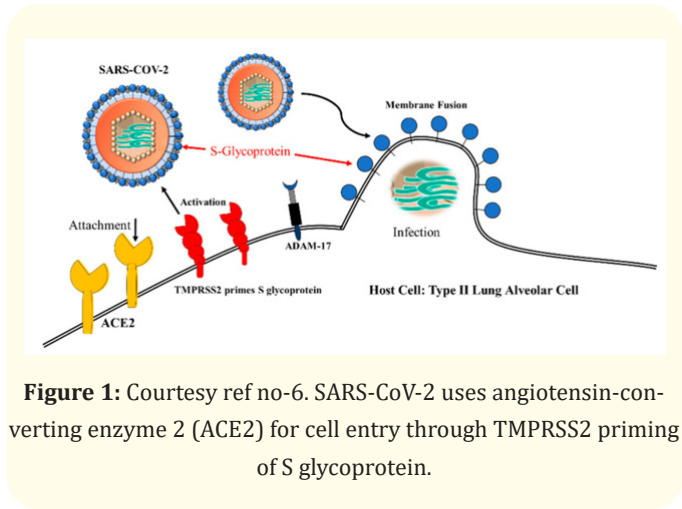 SARS-COV-2
Membrane Fusion
S-Glycoprotein
Activation
Attachment
ADAM-17
Infection
TMPRSS2 primes S glycoprotein
Host Cell: Type II Lung Alveolar Cell
ACE2
Figure 1: Courtesy ref no-6. SARS-CoV-2 uses angiotensin-con-
verting enzyme 2 (ACE2) for cell entry through TMPRSS2 priming
of S glycoprotein.